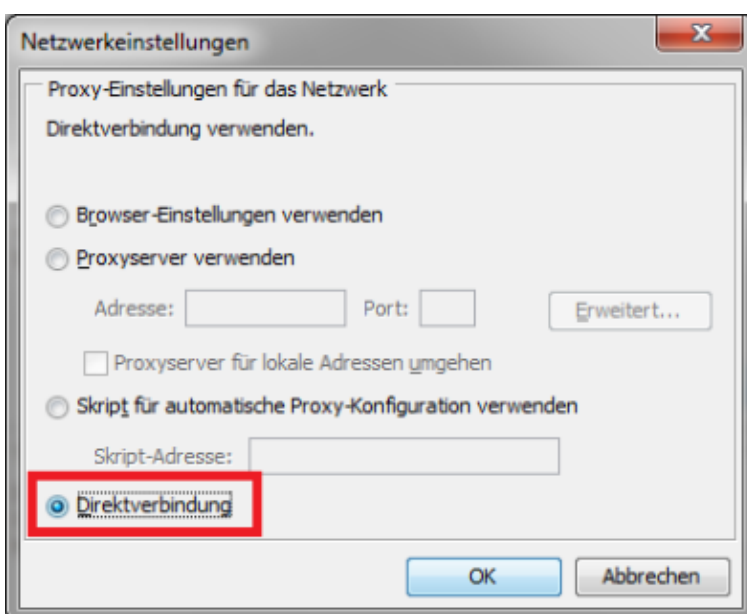 Netzwerkeinstellungen
Proxy-Einstellungen für das Netzwerk
Direktverbindung verwenden.
Browser-Einstellungen verwenden
Proxyserver verwenden
Adresse: Port: Erweitert...
Proxyserver für lokale Adressen umgehen
Skript für automatische Proxy-Konfiguration verwenden
Skript-Adresse:
Direktverbindung
OK Abbrechen